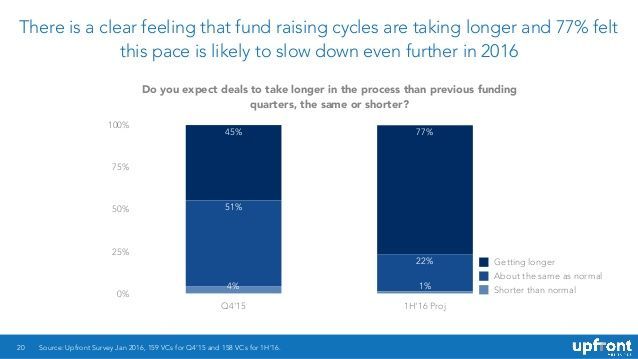 There is a clear feeling that fund raising cycles are taking longer and 77% felt
this pace is likely to slow down even further in 2016
Do you expect deals to take longer in the process than previous funding
quarters, the same or shorter?
100%
75%
50%
25%
0%
45%
51%
4%
77%
22%
1%
Q4'15
1H'16 Proj
Getting longer
About the same as normal
Shorter than normal
20
Source: Upfront Survey Jan 2016, 159 VCs for Q4'15 and 158 VCs for 1H'16.
upfront